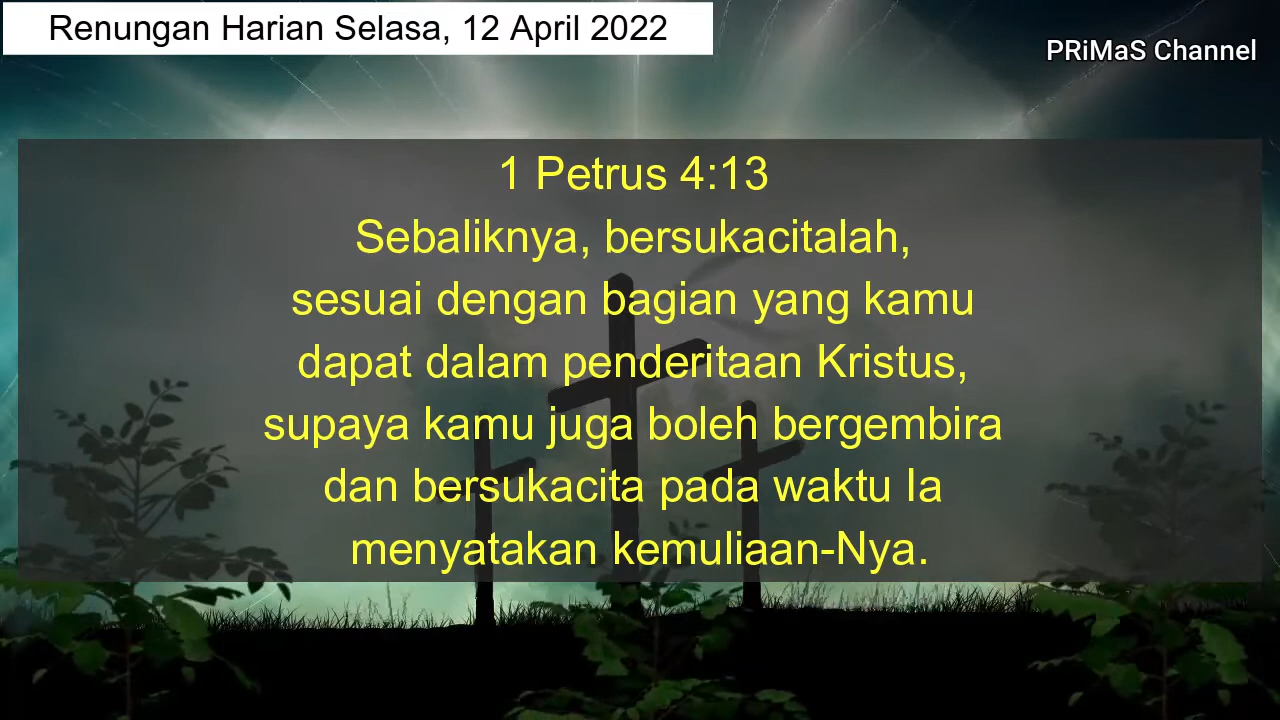 Renungan Harian Selasa, 12 April 2022
PRiMaS Channel
1 Petrus 4:13
Sebaliknya, bersukacitalah,
sesuai dengan bagian yang kamu
dapat dalam penderitaan Kristus,
supaya kamu juga boleh bergembira
dan bersukacita pada waktu Ia
menyatakan kemuliaan-Nya.